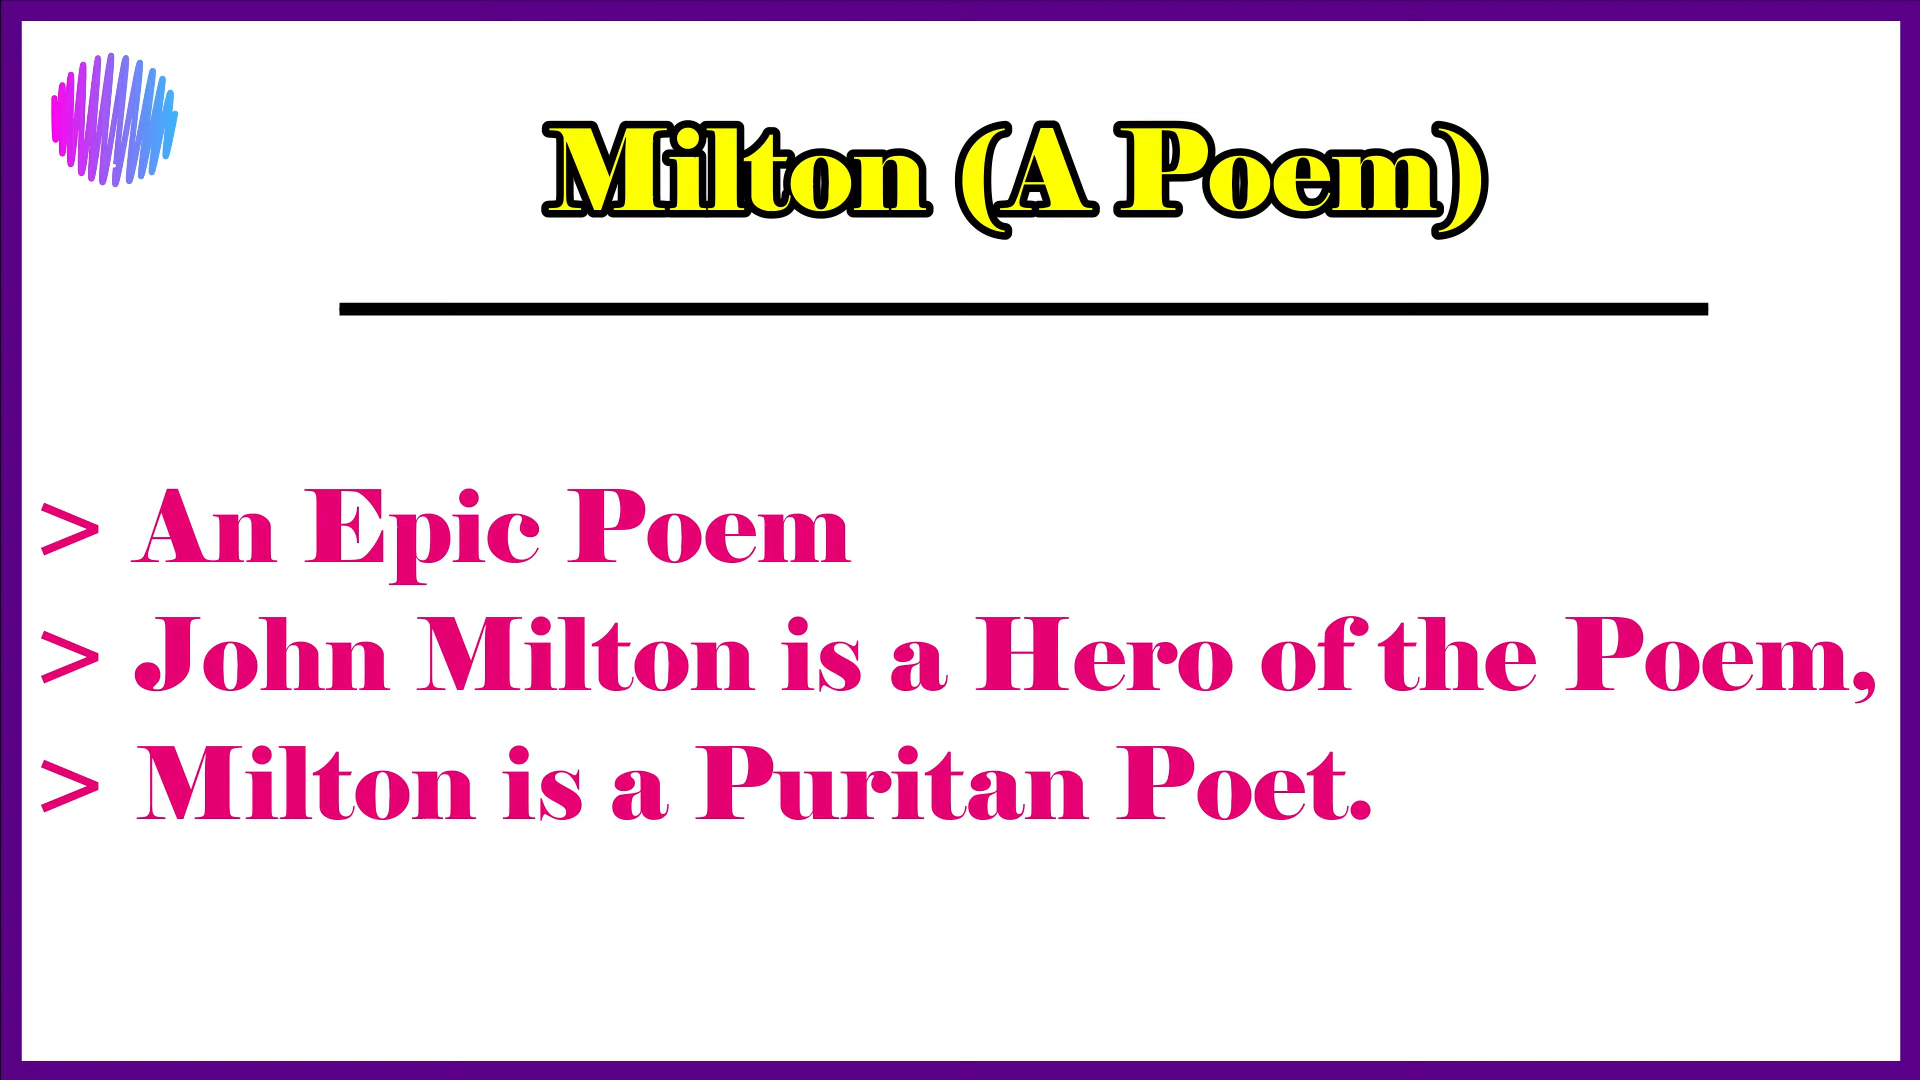 Milton (A Poem)
> An Epic Poem
> John Milton is a Hero of the Poem,
> Milton is a Puritan Poet.